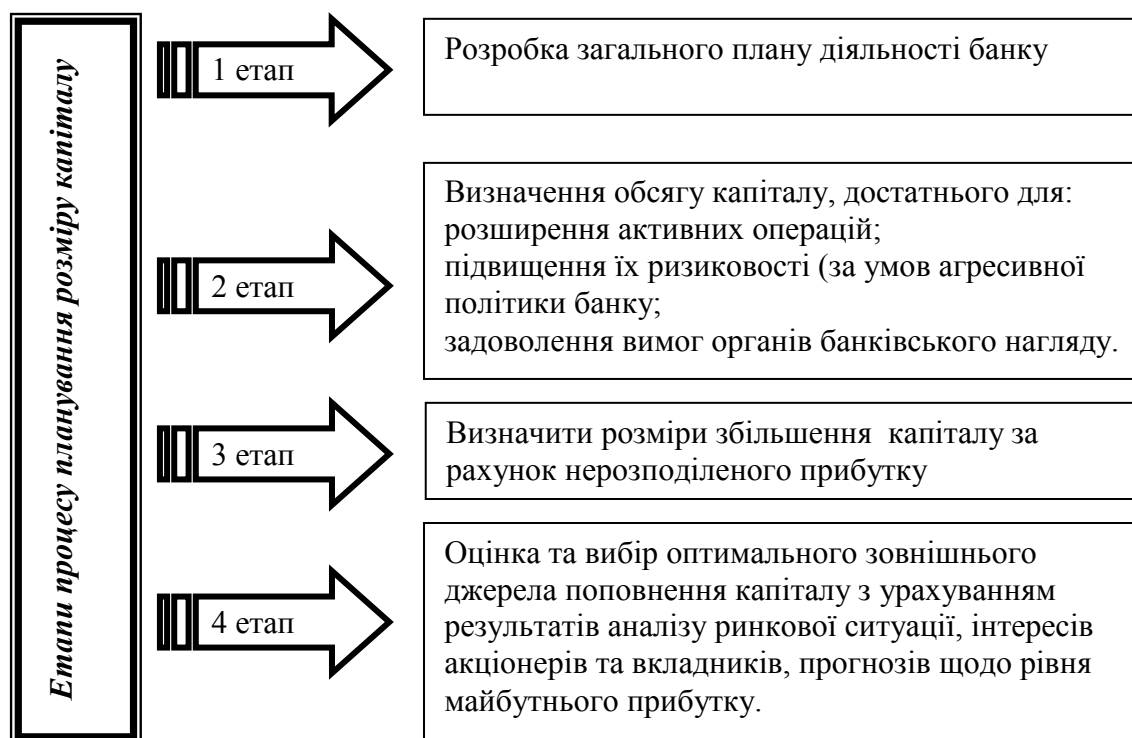 Етапи процесу планування розміру капіталу
1 етап
Розробка загального плану діяльності банку
2 етап
Визначення обсягу капіталу, достатнього для:
розширення активних операцій;
підвищення їх ризиковості (за умов агресивної
політики банку;
задоволення вимог органів банківського нагляду.
3 етап
Визначити розміри збільшення  капіталу за
рахунок нерозподіленого прибутку
4 етап
Оцінка та вибір оптимального зовнішнього
джерела поповнення капіталу з урахуванням
результатів аналізу ринкової ситуації, інтересів
акціонерів та вкладників, прогнозів щодо рівня
майбутнього прибутку.